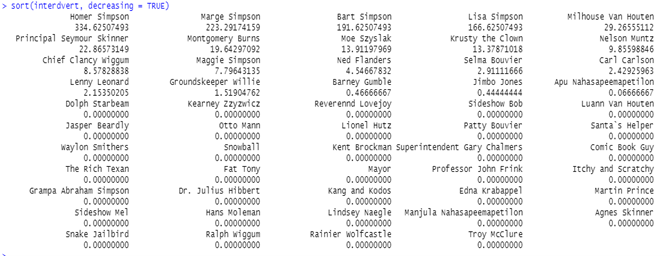 > sort(interdvert, decreasing = TRUE)
Homer Simpson Marge Simpson Bart Simpson Lisa Simpson Milhouse Van Houten
334.62507493 223.29174159 191.62507493 166.62507493 29.26555112
Principal Seymour Skinner Montgomery Burns Moe Szyslak Krusty the Clown Nelson Muntz
22.86573149 19.64297092 13.91197969 13.37871018 9.85598846
Chief Clancy Wiggum Maggie Simpson Ned Flanders Selma Bouvier Carl Carlson
8.57828838 7.79643135 4.54667832 2.91111666 2.42925963
Lenny Leonard Groundskeeper Willie Barney Gumble Jimbo Jones Apu Nahasapeemapetilon
2.15350205 1.51904762 0.46666667 0.44444444 0.06666667
Dolph Starbeam Kearney Zzyzwicz Reverennd Lovejoy Sideshow Bob Luann Van Houten
0.00000000 0.00000000 0.00000000 0.00000000 0.00000000
Jasper Beardly Otto Mann Lionel Hutz Patty Bouvier Santa`s Helper
0.00000000 0.00000000 0.00000000 0.00000000 0.00000000
Waylon Smithers Snowball Kent Brockman Superintendent Gary Chalmers Comic Book Guy
0.00000000 0.00000000 0.00000000 0.00000000 0.00000000
The Rich Texan Fat Tony Mayor Professor John Frink Itchy and Scratchy
0.00000000 0.00000000 0.00000000 0.00000000 0.00000000
Grampa Abraham Simpson Dr. Julius Hibbert Kang and Kodos Edna Krabappel Martin Prince
0.00000000 0.00000000 0.00000000 0.00000000 0.00000000
Sideshow Mel Hans Moleman Lindsey Naegle Manjula Nahasapeemapetilon Agnes Skinner
0.00000000 0.00000000 0.00000000 0.00000000 0.00000000
Snake Jailbird Ralph Wiggum Rainier Wolfcastle Troy McClure
0.00000000 0.00000000 0.00000000 0.00000000
>